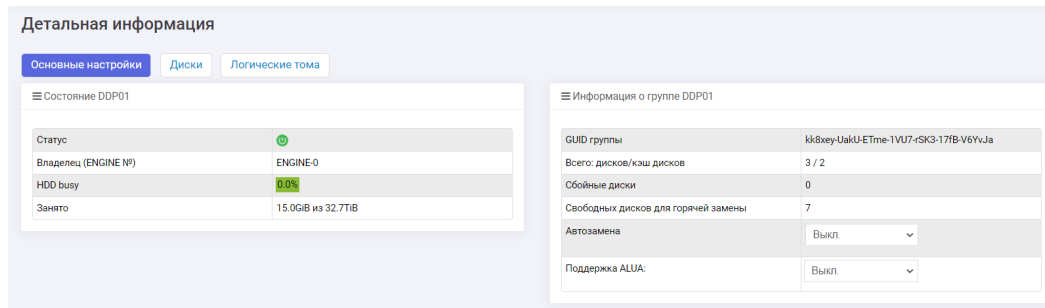 Детальная информация
Основные настройки Диски Логические тома
Состояние DDP01
Статус
Владелец (ENGINE №) ENGINE-0
HDD busy 0.0%
Занято 15.0GiB из 32.7TiB
Информация о группе DDP01
GUID группы kk8xey-UakU-ETme-1VU7-rSK3-17fB-V6YvJa
Всего: дисков/кэш дисков 3 / 2
Сбойные диски 0
Свободных дисков для горячей замены 7
Автозамена Выкл.
Поддержка ALUA: Выкл.